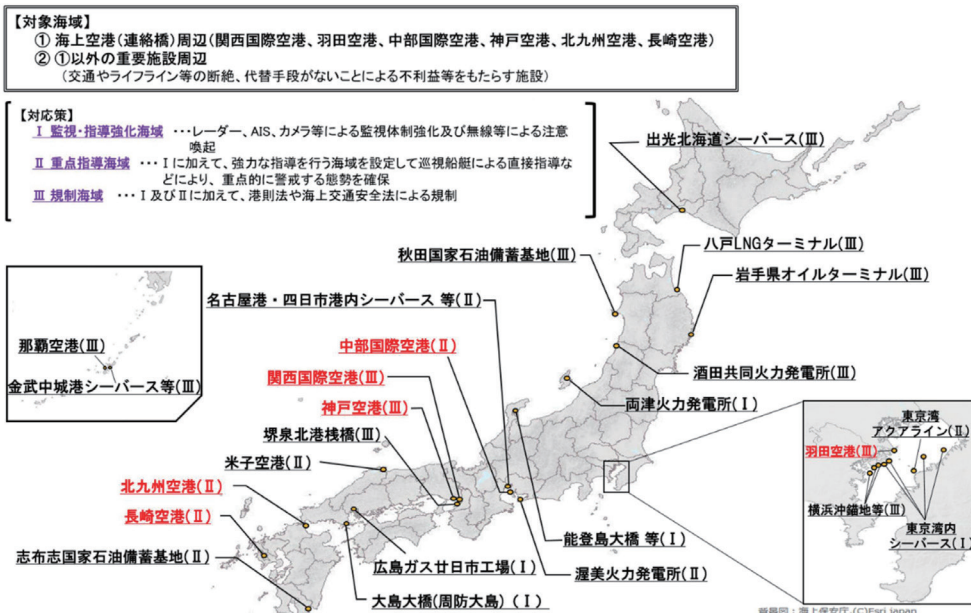 【対象海域】
① 海上空港(連絡橋)周辺(関西国際空港、羽田空港、中部国際空港、神戸空港、北九州空港、長崎空港)
② ①以外の重要施設周辺
(交通やライフライン等の断絶、代替手段がないことによる不利益等をもたらす施設)
【対応策】
Ⅰ 監視・指導強化海域 ・・・レーダー、AIS、カメラ等による監視体制強化及び無線等による注意
喚起
Ⅱ 重点指導海域 ・・・Ⅰに加えて、強力な指導を行う海域を設定して巡視船艇による直接指導な
どにより、重点的に警戒する態勢を確保
Ⅲ 規制海域 ・・・Ⅰ及びⅡに加えて、港則法や海上交通安全法による規制
出光北海道シーバース(Ⅲ)
八戸LNGターミナル(Ⅲ)
秋田国家石油備蓄基地(Ⅲ)
岩手県オイルターミナル(Ⅲ)
名古屋港・四日市港内シーバース 等(Ⅱ)
那覇空港(Ⅲ)
金武中城港シーバース等(Ⅲ)
中部国際空港(Ⅱ)
関西国際空港(Ⅲ)
酒田共同火力発電所(Ⅲ)
神戸空港(Ⅲ)
両津火力発電所(Ⅰ)
堺泉北港桟橋(Ⅲ)
米子空港(Ⅱ)
北九州空港(Ⅱ)
長崎空港(Ⅱ)
志布志国家石油備蓄基地(Ⅱ)
広島ガス廿日市工場(Ⅰ)
大島大橋(周防大島)(Ⅰ)
能登島大橋 等(Ⅰ)
渥美火力発電所(Ⅱ)
東京湾
アクアライン(Ⅱ)
羽田空港(Ⅲ)
横浜沖錨地等(Ⅲ)
東京湾内
シーバース(Ⅰ)
背景図:海上保安庁 (C)Esri Japan